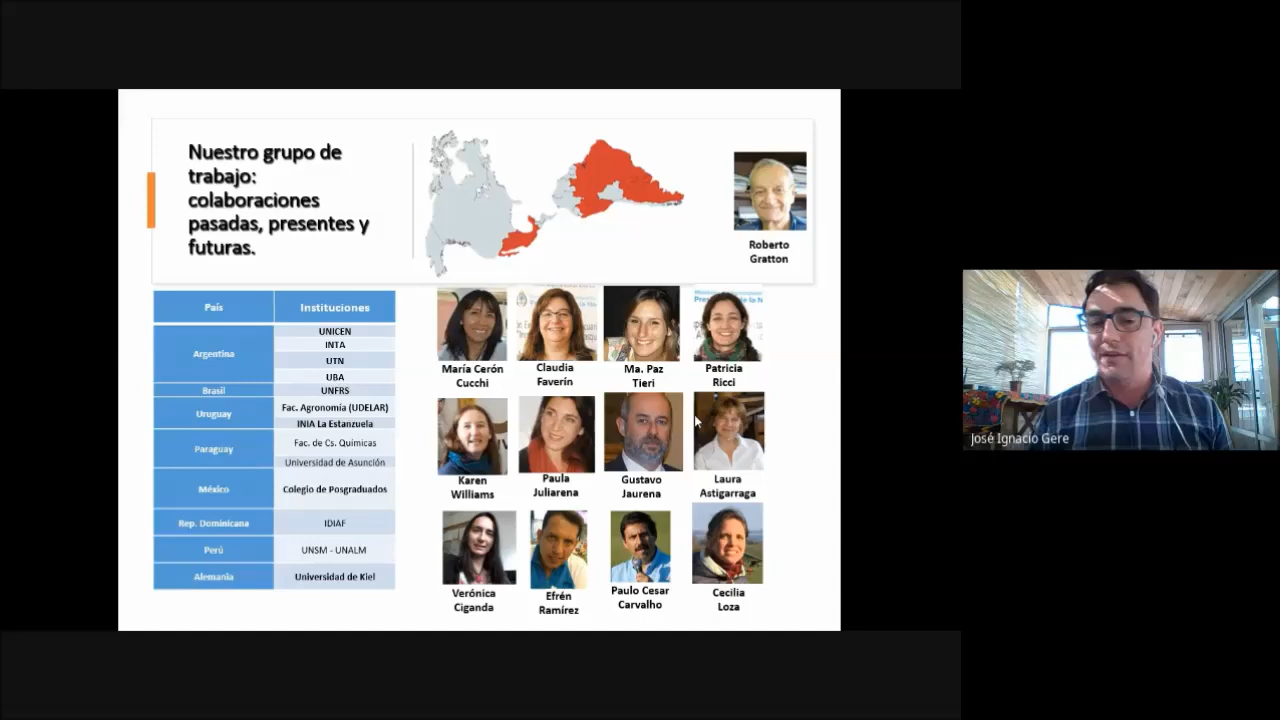 Nuestro grupo de
trabajo:
colaboraciones
pasadas, presentes y
futuras.
Roberto
Gratton
País
Instituciones
Argentina
UNICEN
INTA
UTN
UBA
Brasil
UNFRS
Uruguay
Fac. Agronomía (UDELAR)
INIA La Estanzuela
Paraguay
Fac. de Cs. Quimicas
Universidad de Asunción
México
Colegio de Posgraduados
Rep. Dominicana
IDIAF
Perú
UNSM - UNALM
Alemania
Universidad de Kiel
María Cerón
Cucchi
Claudia
Faverín
Ma. Paz
Tieri
Patricia
Ricci
Karen
Williams
Paula
Juliarena
Gustavo
Jaurena
Laura
Astigarraga
Verónica
Ciganda
Efrén
Ramírez
Paulo Cesar
Carvalho
Cecilia
Loza
José Ignacio Gere